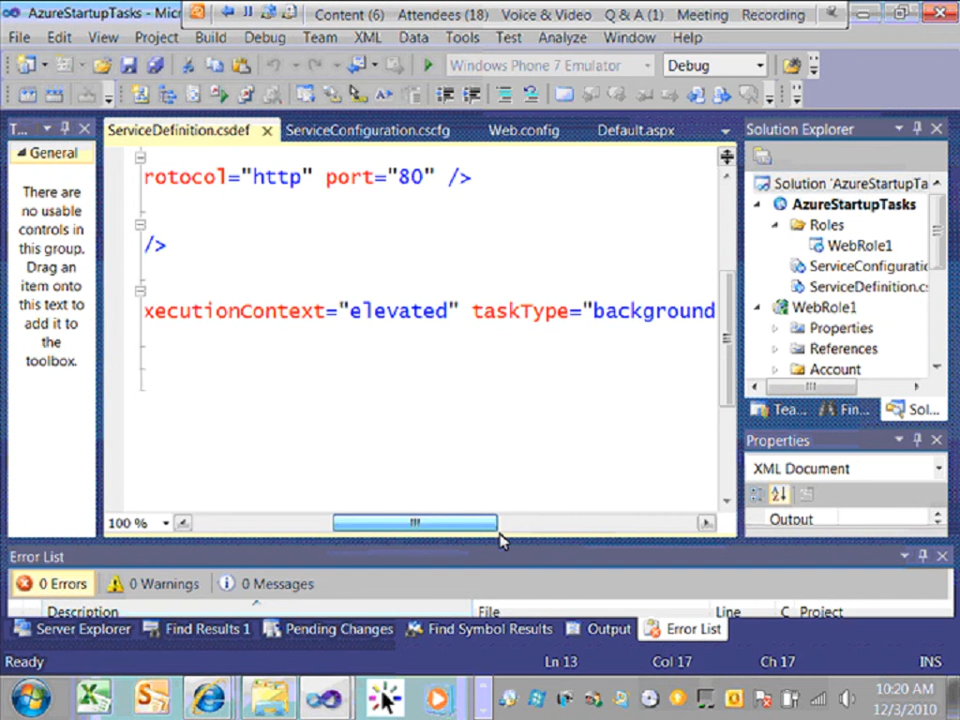 AzureStartupTasks - Micr
Content (6) Attendees (18) Voice & Video Q & A (1) Meeting Recording
File Edit View Project Build Debug Team XML Data Tools Test Analyze Window Help
Windows Phone 7 Emulator Debug
T... ServiceDefinition.csdef ServiceConfiguration.cscfg Web.config Default.aspx
General
There are
no usable
controls in
this group.
Drag an
item onto
this text to
add it to
the
toolbox.
rotocol="http" port="80" />
/>
xecutionContext="elevated" taskType="background
100 %
Solution Explorer
Solution 'AzureStartupTa
AzureStartupTasks
Roles
WebRole1
ServiceConfiguratic
ServiceDefinition.c
WebRole1
Properties
References
Account
Tea... Fin... Sol...
Properties
XML Document
Output
Error List
0 Errors 0 Warnings 0 Messages
Description File Line C Project
Server Explorer Find Results 1 Pending Changes Find Symbol Results Output Error List
Ready Ln 13 Col 17 Ch 17 INS
10:20 AM
12/3/2010